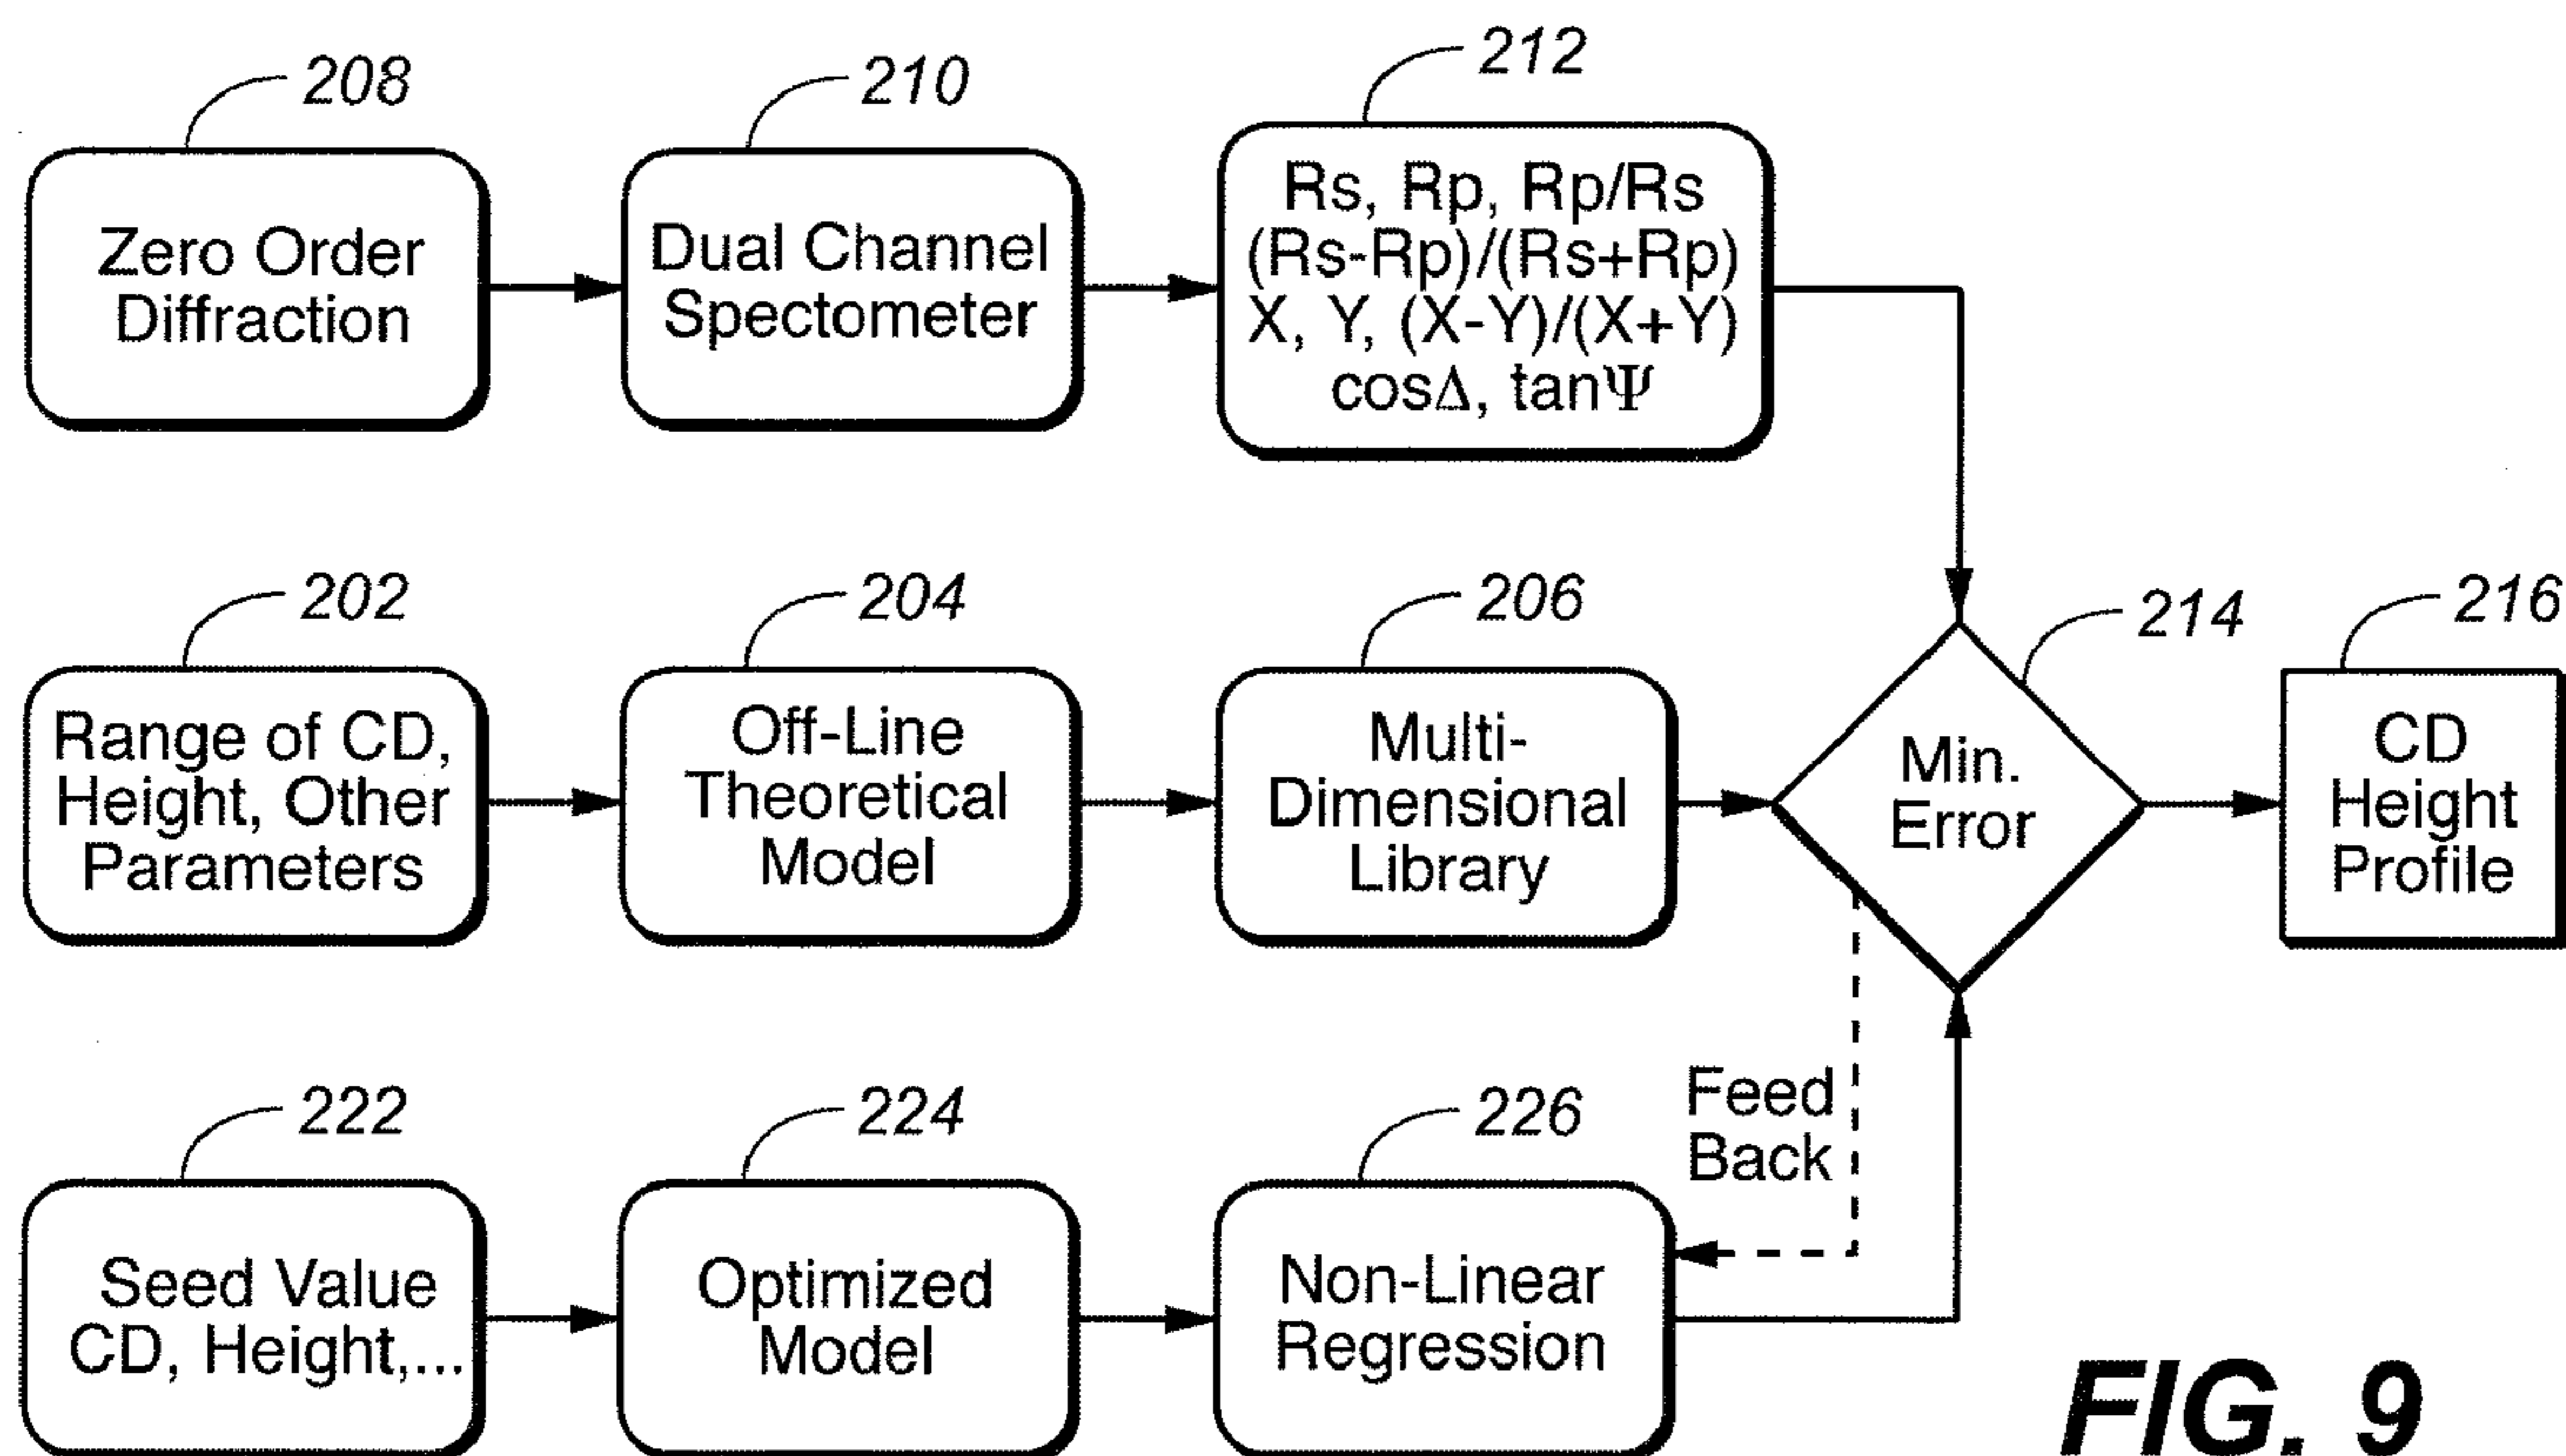 208
210
212
Zero Order
Diffraction
Dual Channel
Spectometer
Rs, Rp, Rp/Rs
(Rs-Rp)/(Rs+Rp)
X, Y, (X-Y)/(X+Y)
cosΔ, tanΨ
202
204
206
214
216
Range of CD,
Height, Other
Parameters
Off-Line
Theoretical
Model
Multi-
Dimensional
Library
Min.
Error
CD
Height
Profile
222
224
226
Feed
Back
Seed Value
CD, Height,...
Optimized
Model
Non-Linear
Regression
FIG. 9